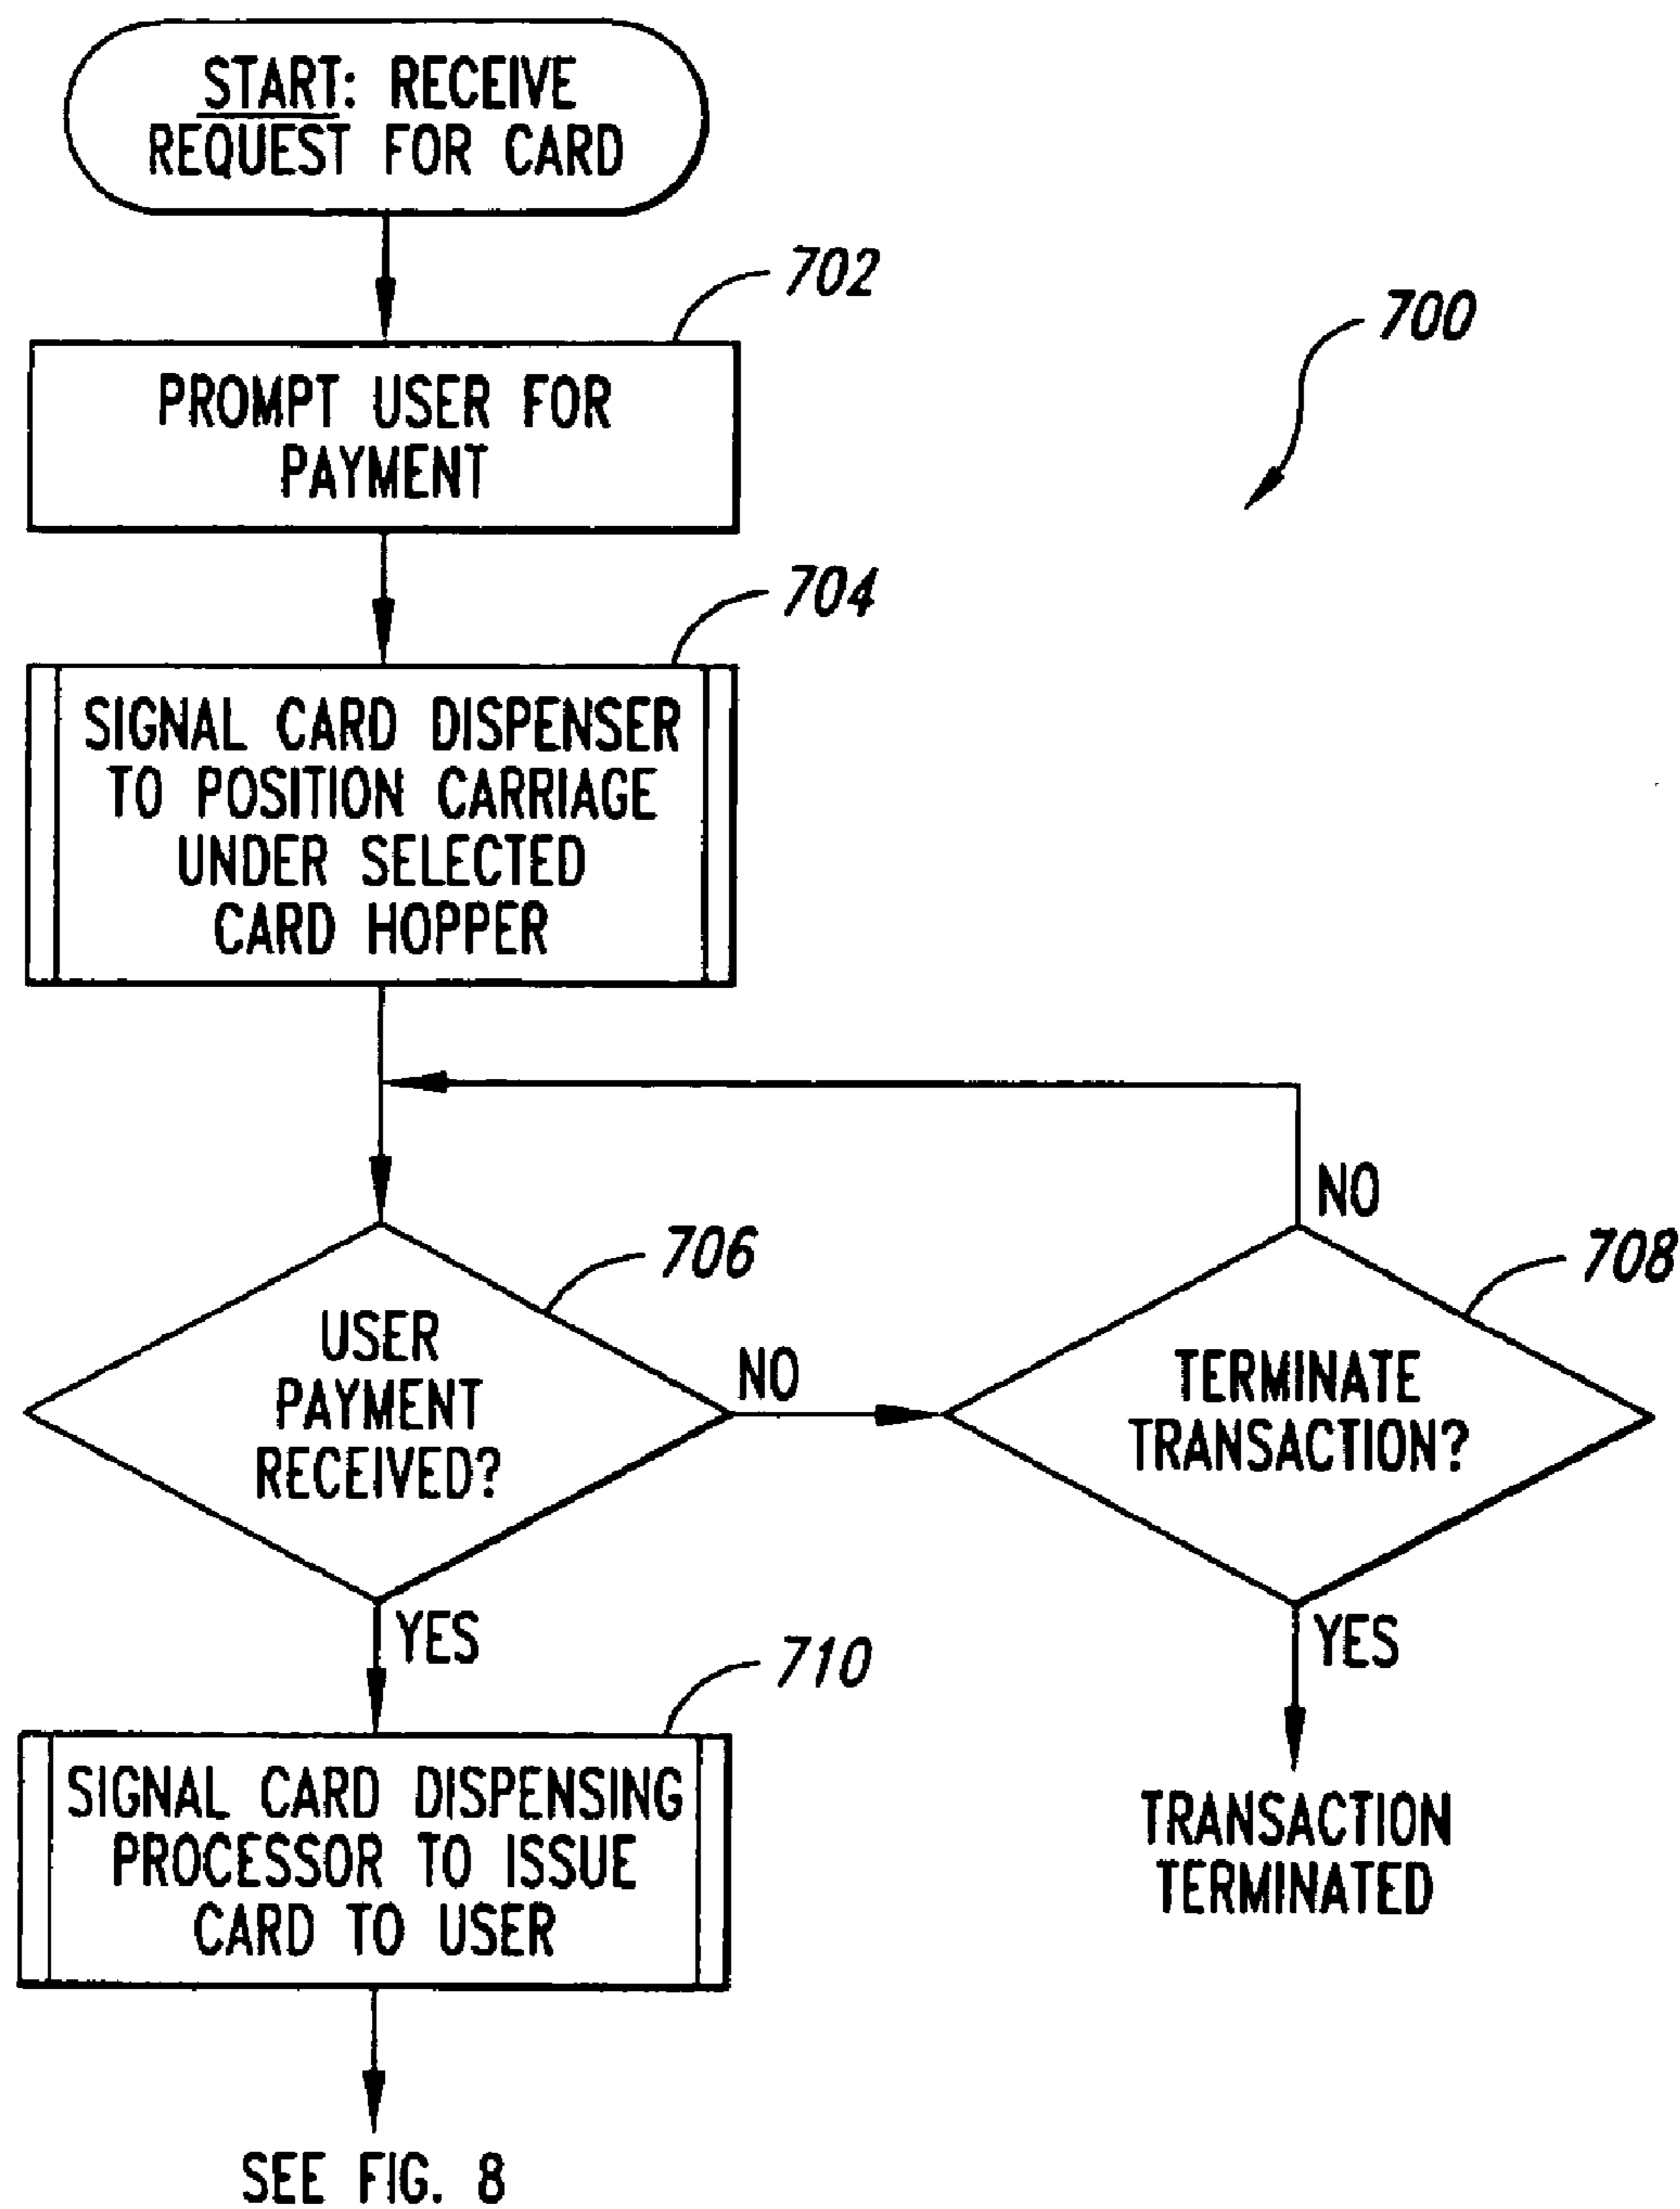 START: RECEIVE
REQUEST FOR CARD
702
700
PROMPT USER FOR
PAYMENT
704
SIGNAL CARD DISPENSER
TO POSITION CARRIAGE
UNDER SELECTED
CARD HOPPER
NO
706
708
USER
PAYMENT
RECEIVED?
NO
TERMINATE
TRANSACTION?
YES
YES
710
SIGNAL CARD DISPENSING
PROCESSOR TO ISSUE
CARD TO USER
TRANSACTION
TERMINATED
SEE FIG. 8